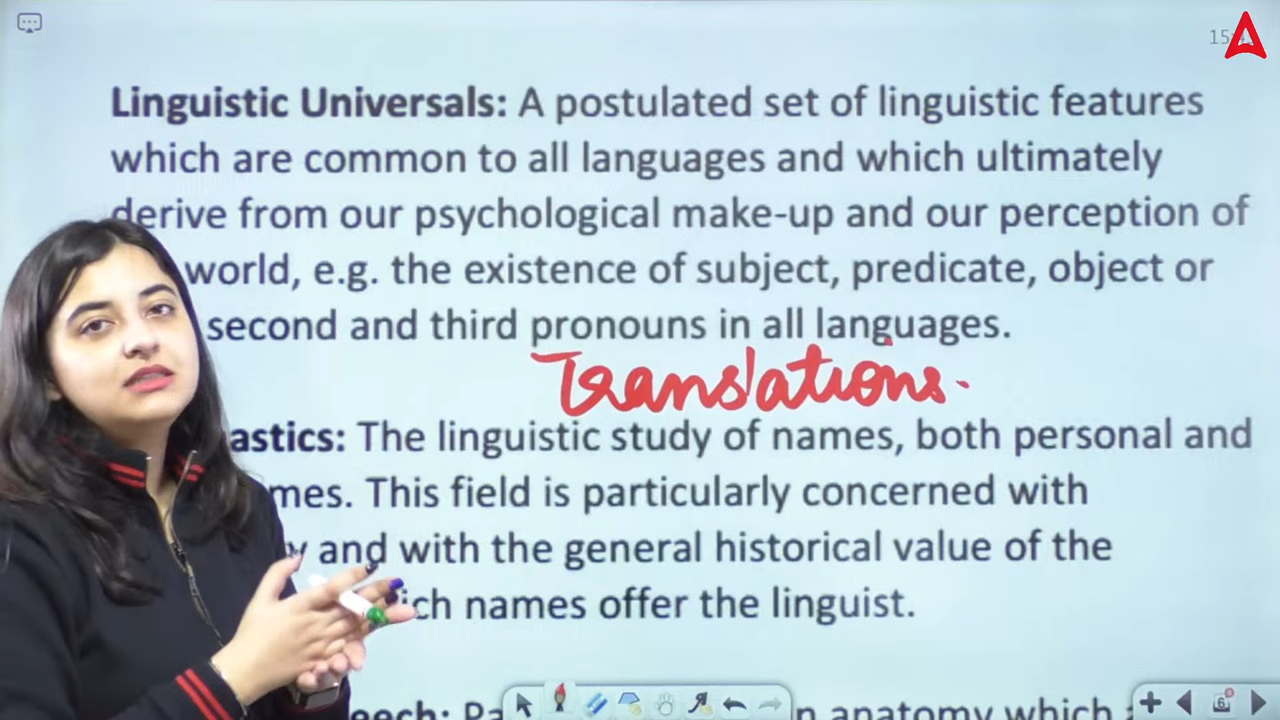 Linguistic Universals: A postulated set of linguistic features
which are common to all languages and which ultimately
derive from our psychological make-up and our perception of
world, e.g. the existence of subject, predicate, object or
second and third pronouns in all languages.
Translations.
astics: The linguistic study of names, both personal and
mes. This field is particularly concerned with
y and with the general historical value of the
ich names offer the linguist.
eech: Pa n anatomy which